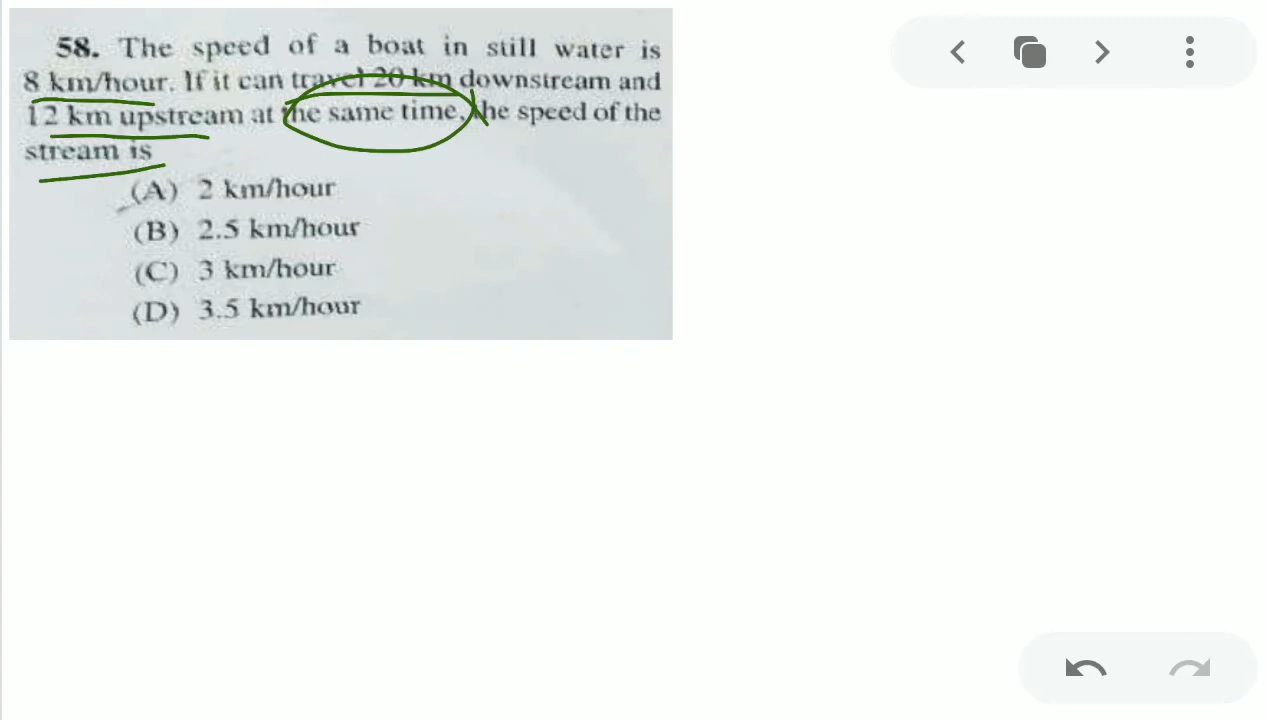 58. The speed of a boat in still water is
8 km/hour. If it can travel 20 km downstream and
12 km upstream at the same time, the speed of the
stream is
(A) 2 km/hour
(B) 2.5 km/hour
(C) 3 km/hour
(D) 3.5 km/hour